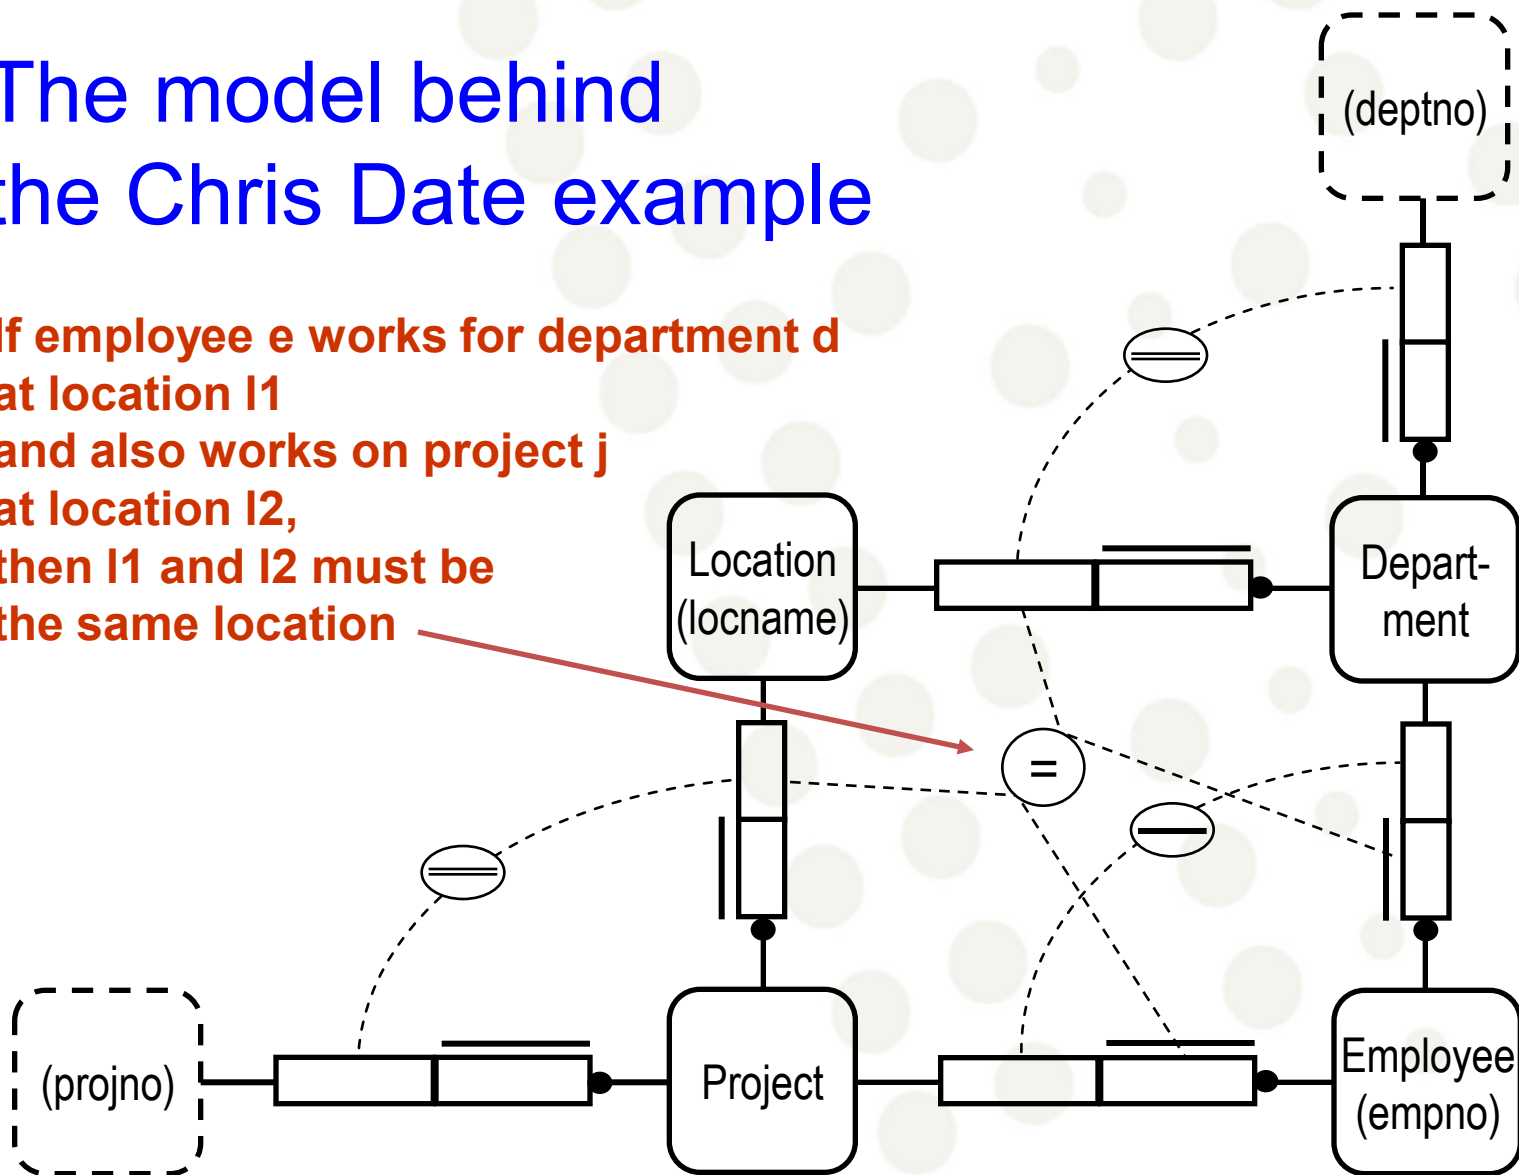 The model behind
the Chris Date example
If employee e works for department d
at location l1
and also works on project j
at location l2,
then l1 and l2 must be
the same location
(deptno)
Location
(locname)
Depart-
ment
=
(projno)
Project
Employee
(empno)